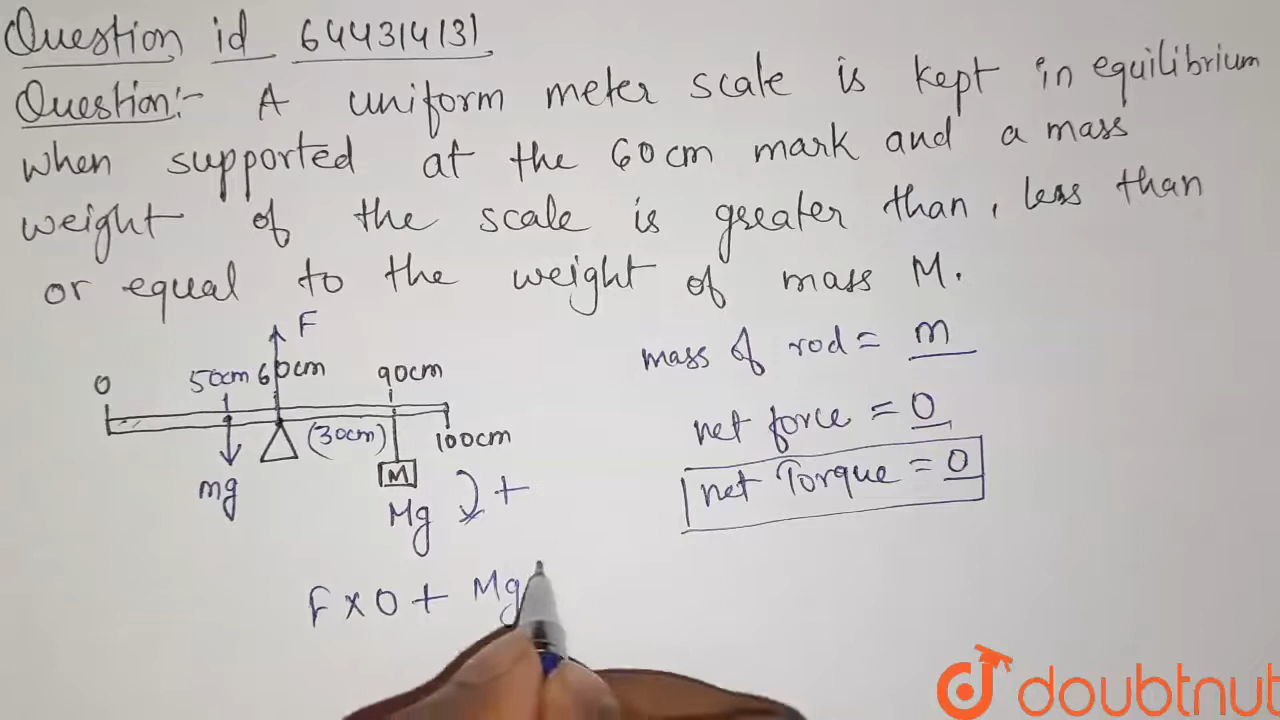 Question id 644314131
Question:- A uniform meter scale is kept in equilibrium
when supported at the 60cm mark and a mass
weight of the scale is greater than, less than
or equal to the weight of mass M.
F
0 50cm 60cm 90cm
mass of rod = m
(30cm) 100cm
net force = 0
M
net Torque = 0
mg
Mg +
F x 0 + Mg
doubtnut